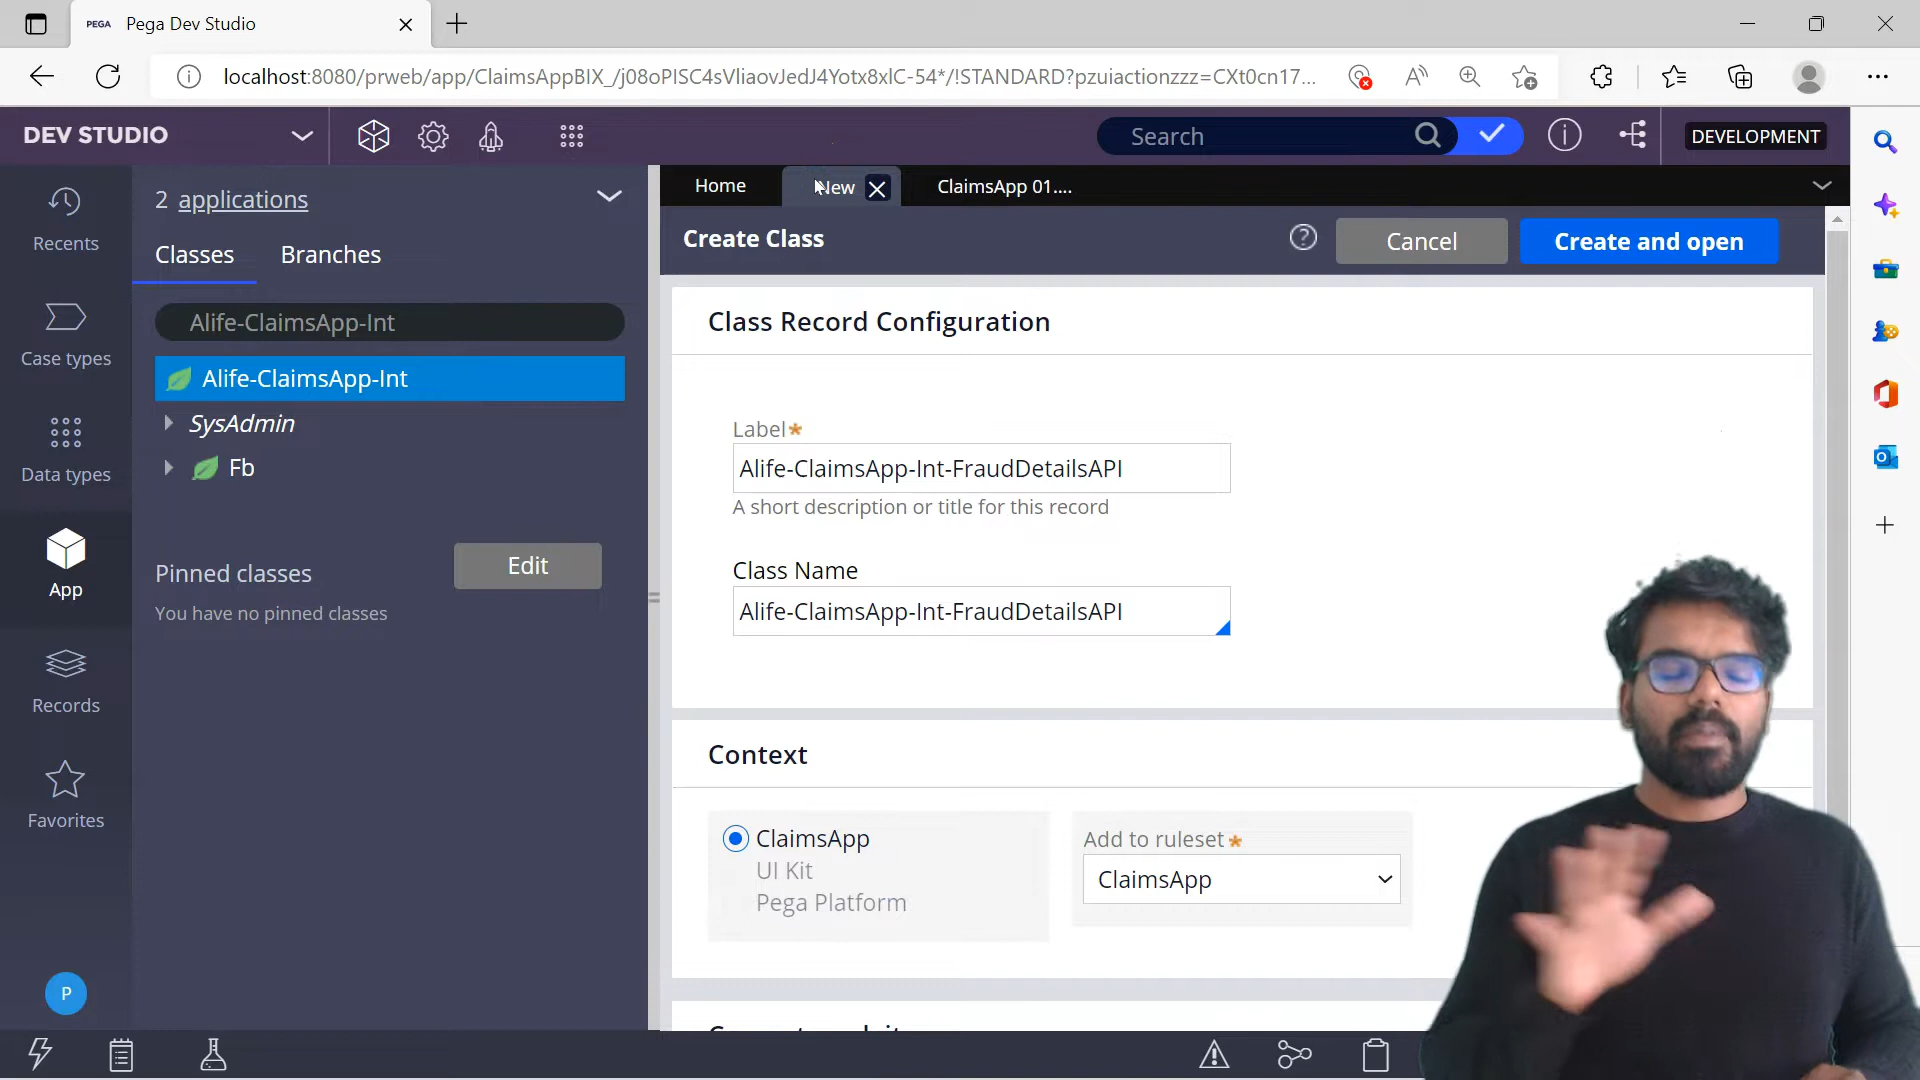 PEGA Pega Dev Studio
localhost:8080/prweb/app/ClaimsAppBIX_/j08oPISC4sVliaovJedJ4Yotx8xlC-54*/!STANDARD?pzuiactionzzz=CXt0cn17...
DEV STUDIO
Search
DEVELOPMENT
Recents
Case types
Data types
App
Records
Favorites
P
2 applications
Classes Branches
Alife-ClaimsApp-Int
Alife-ClaimsApp-Int
SysAdmin
Fb
Pinned classes Edit
You have no pinned classes
Home New ClaimsApp 01....
Create Class Cancel Create and open
Class Record Configuration
Label*
Alife-ClaimsApp-Int-FraudDetailsAPI
A short description or title for this record
Class Name
Alife-ClaimsApp-Int-FraudDetailsAPI
Context
ClaimsApp
UI Kit
Pega Platform
Add to ruleset*
ClaimsApp